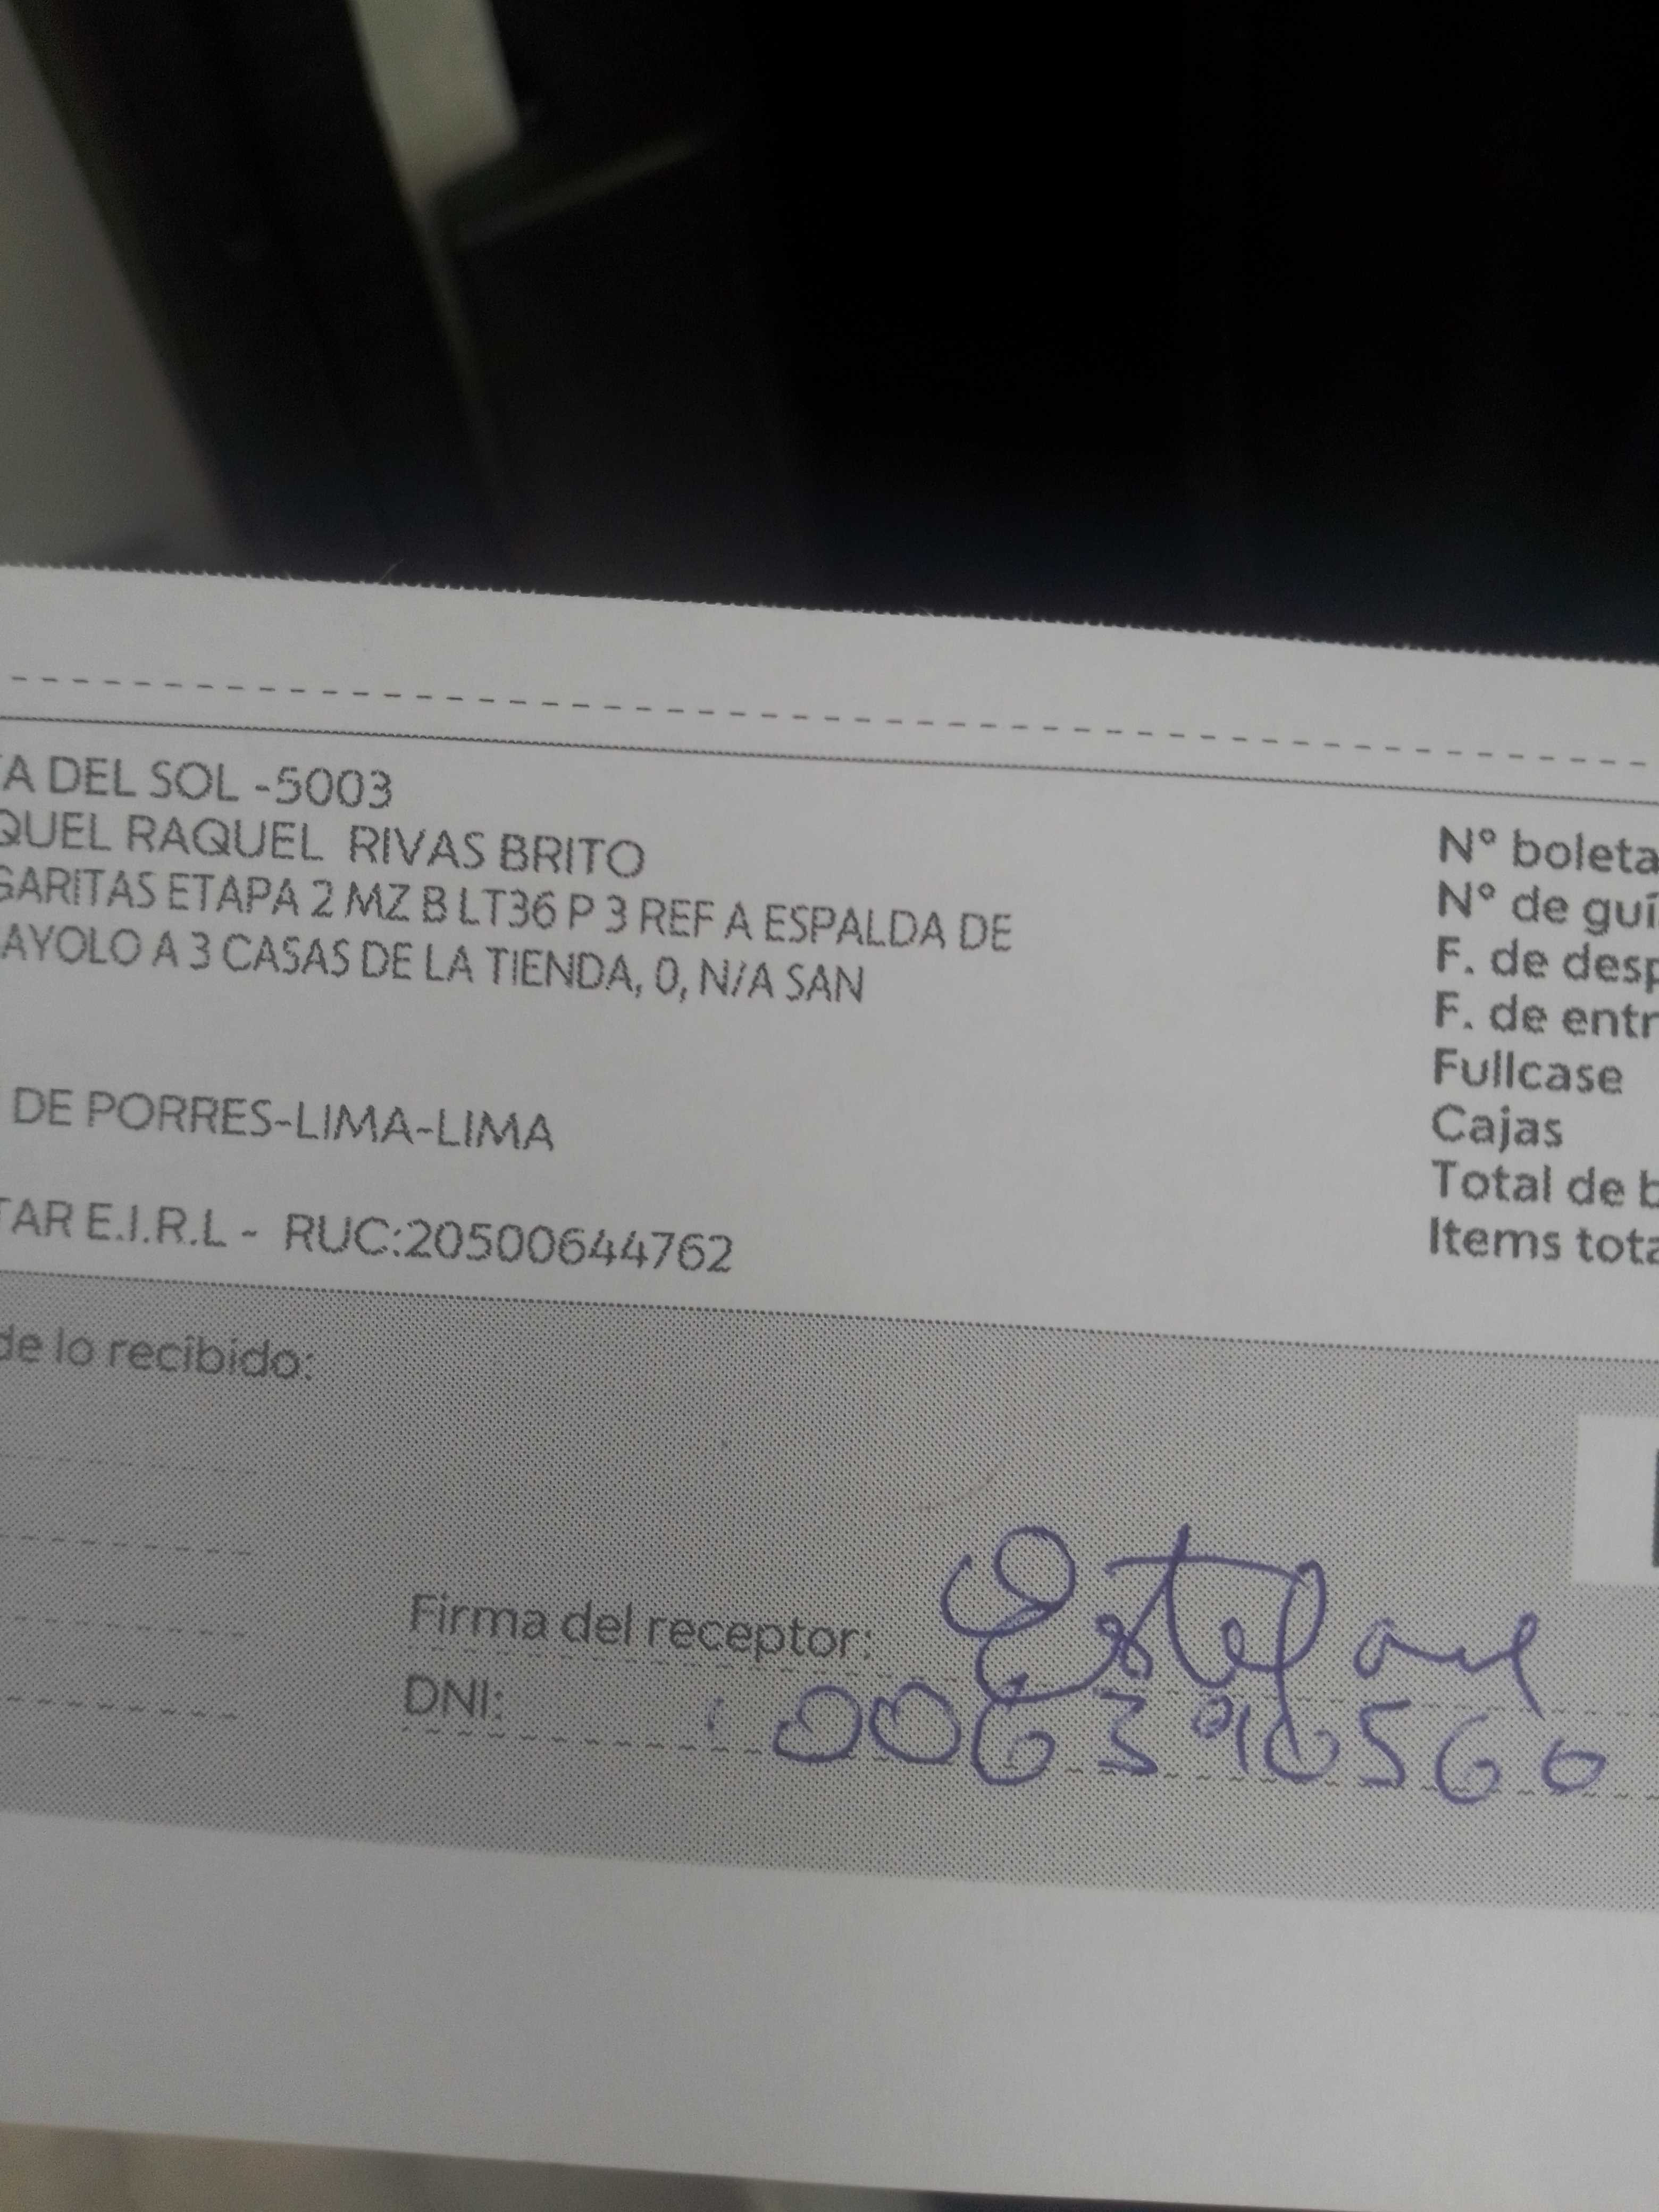 TA DEL SOL -5003
QUEL RAQUEL RIVAS BRITO
GARITAS ETAPA 2 MZ B LT36 P 3 REF A ESPALDA DE
AYOLO A 3 CASAS DE LA TIENDA, 0, N/A SAN
DE PORRES-LIMA-LIMA
TAR E.I.R.L - RUC:20500644762
N° boleta
N° de guí
F. de desp
F. de entr
Fullcase
Cajas
Total de b
Items tota
de lo recibido:
Firma del receptor:
DNI: 006396560